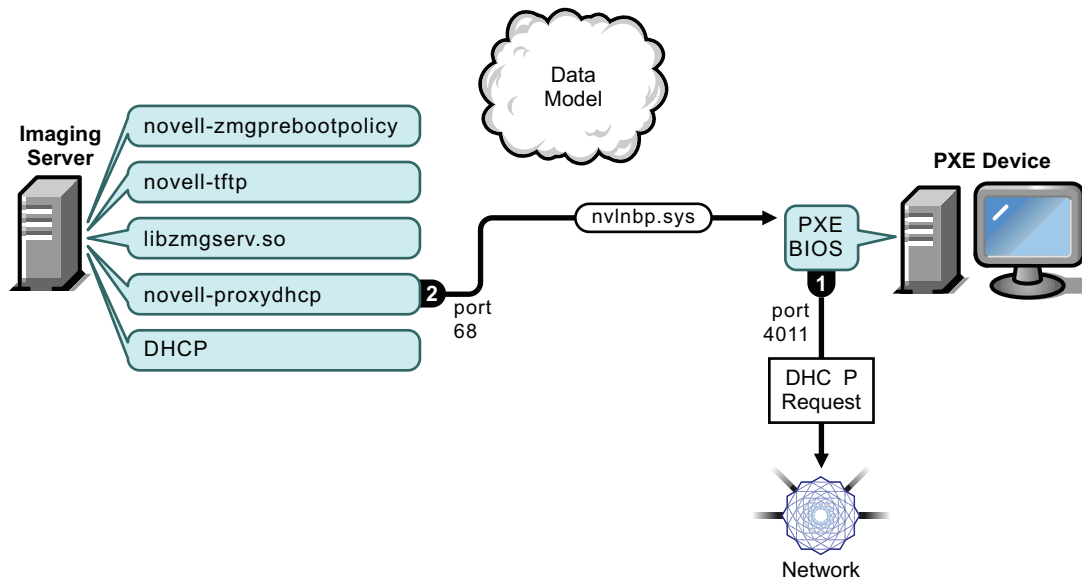 Data
Model
Imaging
Server
novell-zmgprebootpolicy
novell-tftp
libzmgserv.so
novell-proxydhcp
DHCP
2
port
68
nvlnbp.sys
PXE
BIOS
PXE Device
1
port
4011
DHC P
Request
Network